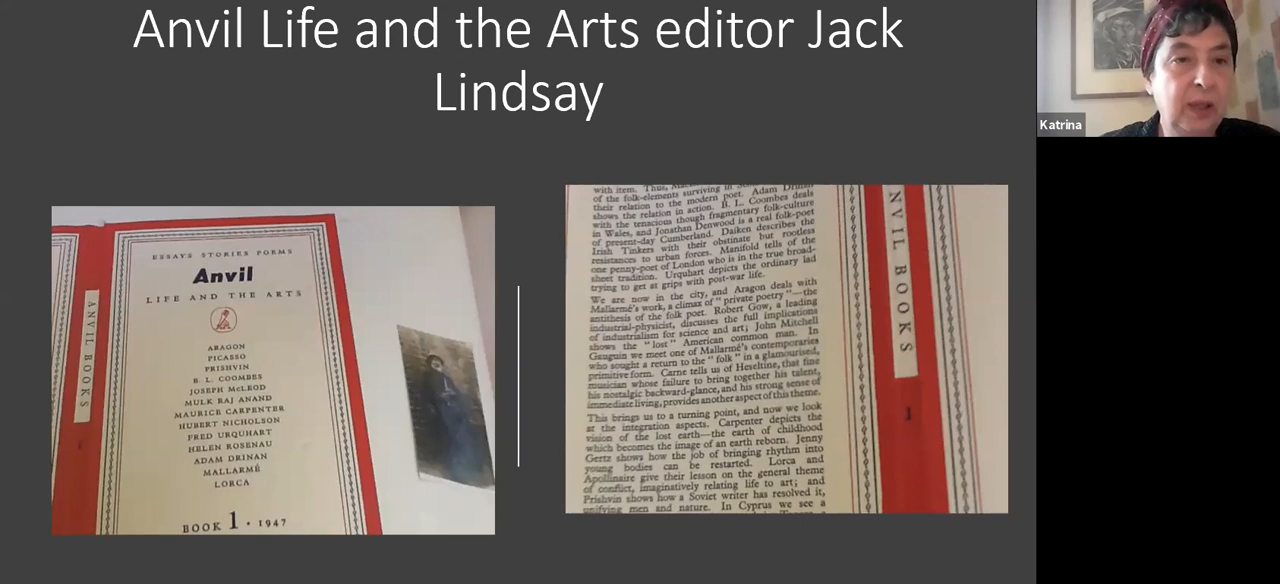 Anvil Life and the Arts editor Jack
Lindsay
Katrina
ESSAYS STORIES POEMS
Anvil
LIFE AND THE ARTS
ARAGON
PICASSO
PRISHVIN
B. L. COOMBES
JOSEPH McLEOD
MULK RAJ ANAND
MAURICE CARPENTER
HUBERT NICHOLSON
FRED URQUHART
HELEN ROSENAU
ADAM DRINAN
MALLARMÉ
LORCA
BOOK 1 · 1947
ANVIL BOOKS
1
with item. Thus,
of the folk-elements surviving in
their relation to the modern poet. Adam Drinan
shows the relation in action. B. L. Coombes deals
with the tenacious though fragmentary folk-culture
in Wales, and Jonathan Denwood is a real folk-poet
of present-day Cumberland. Daiken describes the
Irish Tinkers with their obstinate but rootless
resistances to urban forces. Manifold tells of the
one penny-poet of London who is in the true broad-
sheet tradition. Urquhart depicts the ordinary lad
trying to get at grips with post-war life.
We are now in the city, and Aragon deals with
Mallarmé's work, a climax of "private poetry"—the
antithesis of the folk poet. Robert Gow, a leading
industrial-physicist, discusses the full implications
of industrialism for science and art; John Mitchell
shows the "lost" American common man. In
Gauguin we meet one of Mallarmé's contemporaries
who sought a return to the "folk" in a glamourised,
primitive form. Carne tells us of Heseltine, that fine
musician whose failure to bring together his talent,
his nostalgic backward-glance, and his strong sense of
immediate living, provides another aspect of this theme.
This brings us to a turning point, and now we look
at the integration aspects. Carpenter depicts the
vision of the lost earth—the earth of childhood
which becomes the image of an earth reborn. Jenny
Gertz shows how the job of bringing rhythm into
young bodies can be restarted. Lorca and
Apollinaire give their lesson on the general theme
of conflict, imaginatively relating life to art; and
Prishvin shows how a Soviet writer has resolved it,
unifying men and nature. In Cyprus we see a
NVIL BOOKS
1